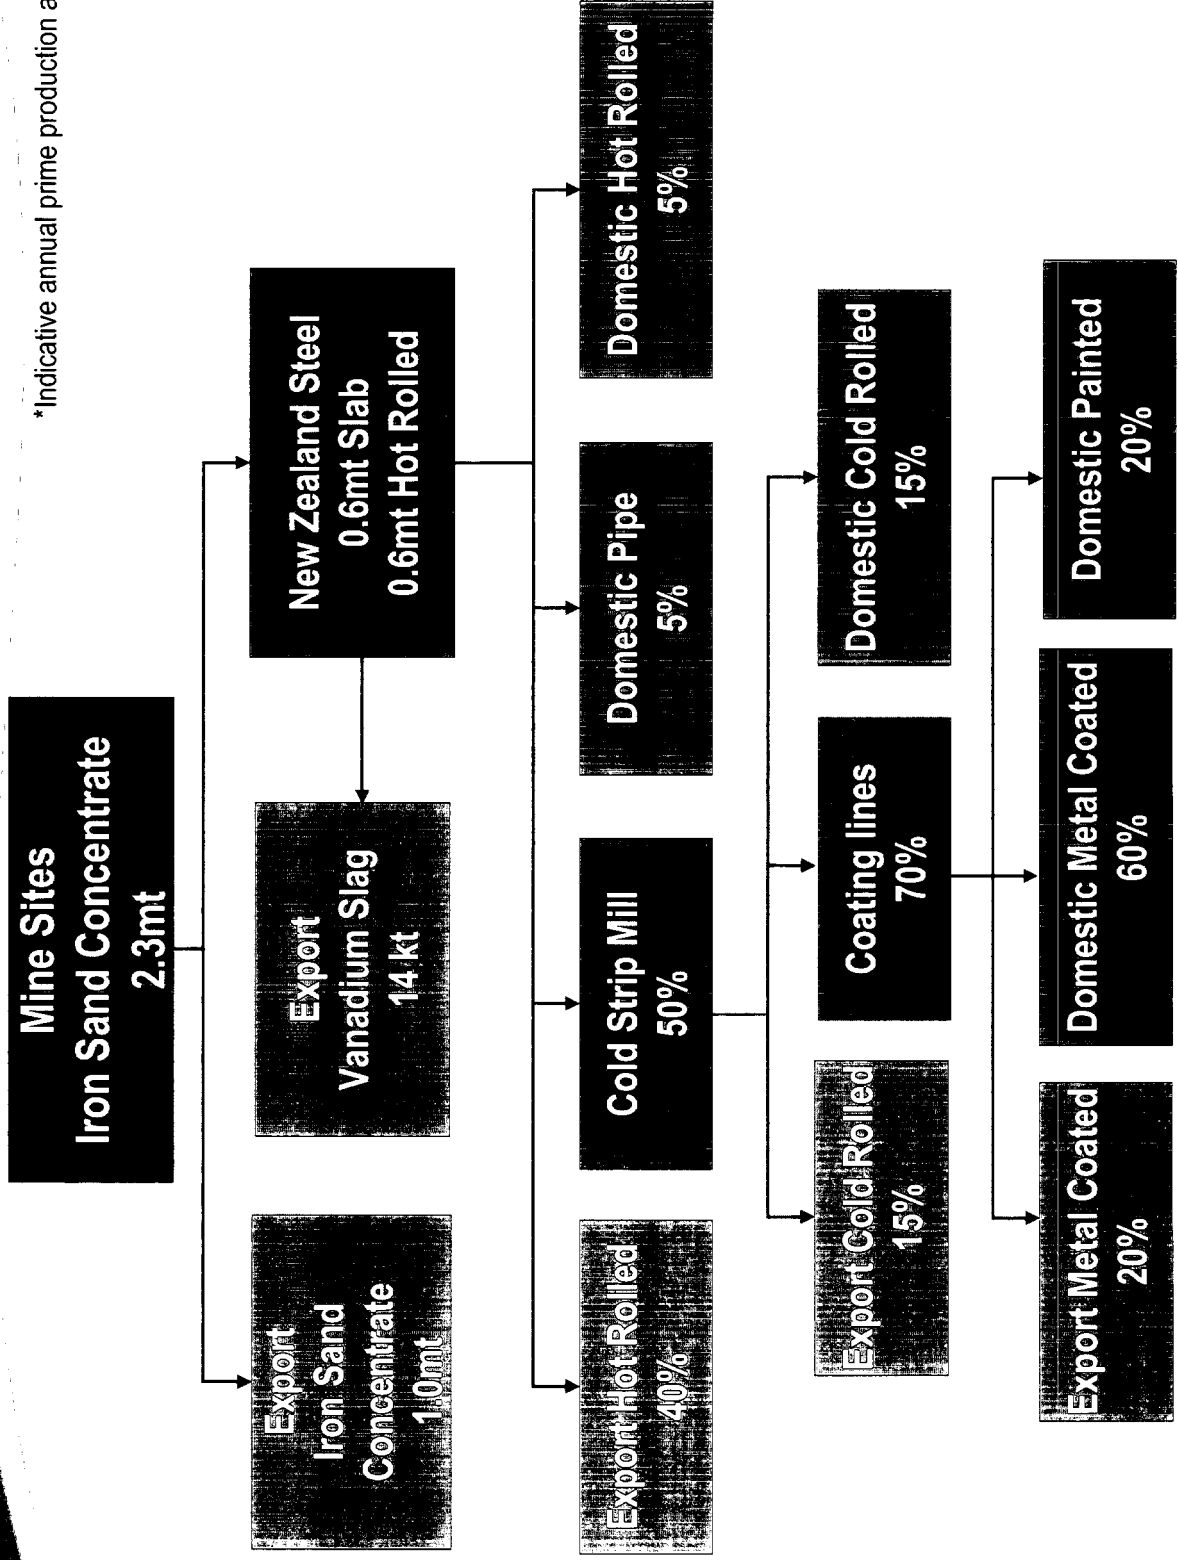 *Indicative annual prime production a
Mine Sites
Iron Sand Concentrate
2.3mt
Export
Iron Sand
Concentrate
1.0mt
Export
Vanadium Slag
14 kt
New Zealand Steel
0.6mt Slab
0.6mt Hot Rolled
Export Hot Rolled
40%
Cold Strip Mill
50%
Domestic Pipe
5%
Domestic Hot Rolled
5%
Export Cold Rolled
15%
Coating lines
70%
Domestic Cold Rolled
15%
Export Metal Coated
20%
Domestic Metal Coated
60%
Domestic Painted
20%